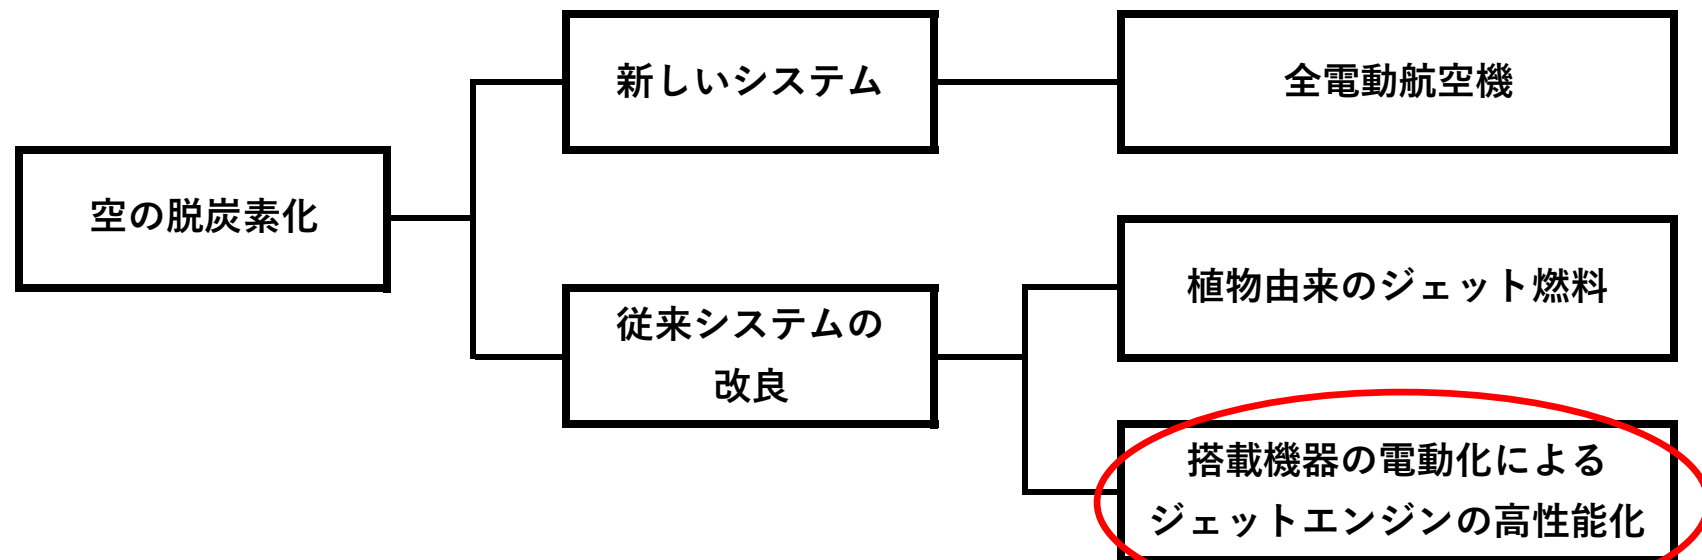 空の脱炭素化
新しいシステム
全電動航空機
従来システムの
改良
植物由来のジェット燃料
搭載機器の電動化による
ジェットエンジンの高性能化